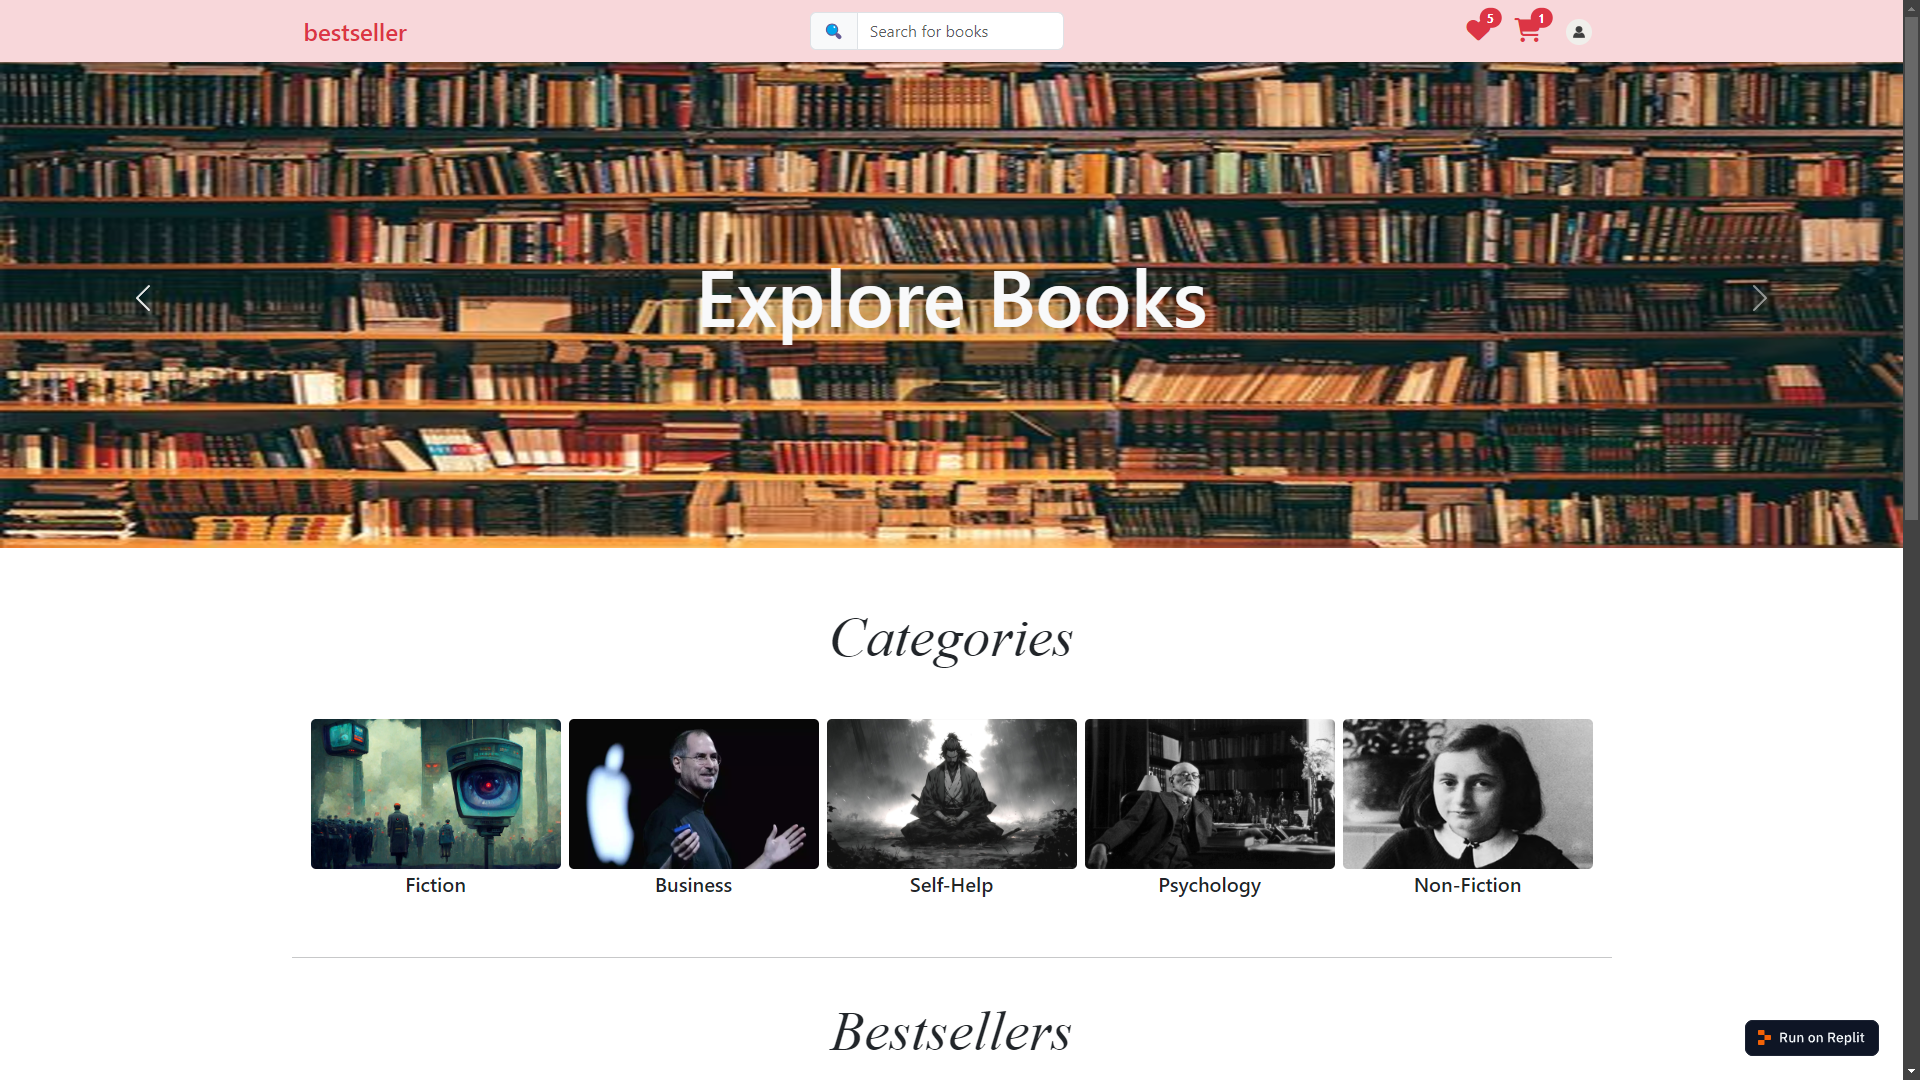 bestseller
Search for books
5
1
Explore Books
Categories
Fiction
Business
Self-Help
Psychology
Non-Fiction
Bestsellers
Run on Replit